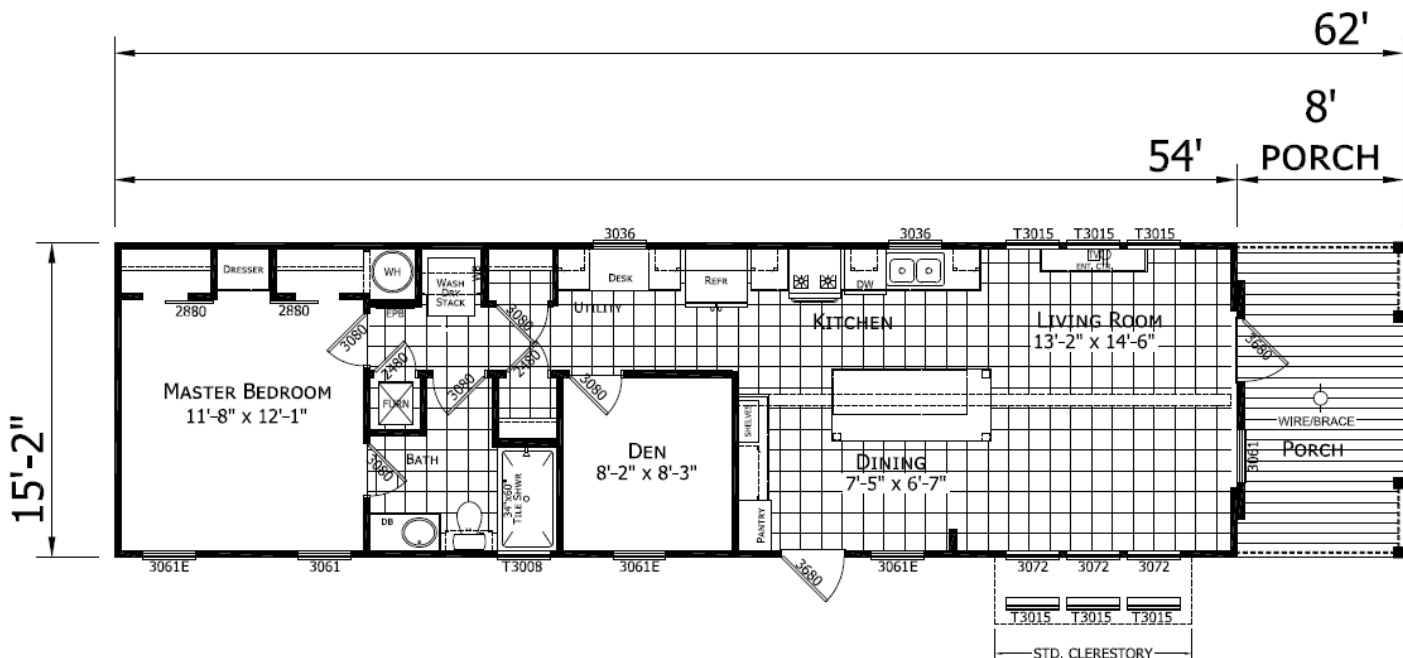 62'
8'
54'
PORCH
15'-2"
3036
3036
T3015 T3015 T3015
DRESSER
WH
WASH
DRY
STACK
DESK
REFR
DW
TV
ENT. CTR.
2880
2880
EPB
UTILITY
KITCHEN
LIVING ROOM
13'-2" x 14'-6"
3080
3080
2480
2480
3080
3080
3680
MASTER BEDROOM
11'-8" x 12'-1"
FURN
SHELVES
WIRE/BRACE
PORCH
3061
BATH
3080
DEN
8'-2" x 8'-3"
DINING
7'-5" x 6'-7"
34"x60"
TILE SHWR
DB
PANTRY
3061E
3061
T3008
3061E
3680
3061E
3072 3072 3072
T3015 T3015 T3015
STD. CLERESTORY